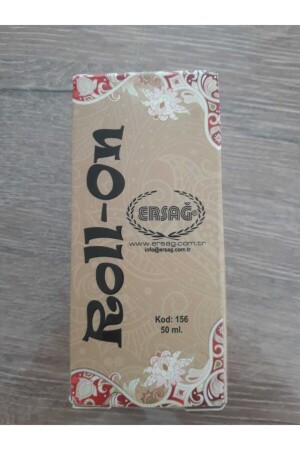 Roll-On
ERSAĞ
www.ersag.com.tr
info@ersag.com.tr
Kod: 156
50 ml.